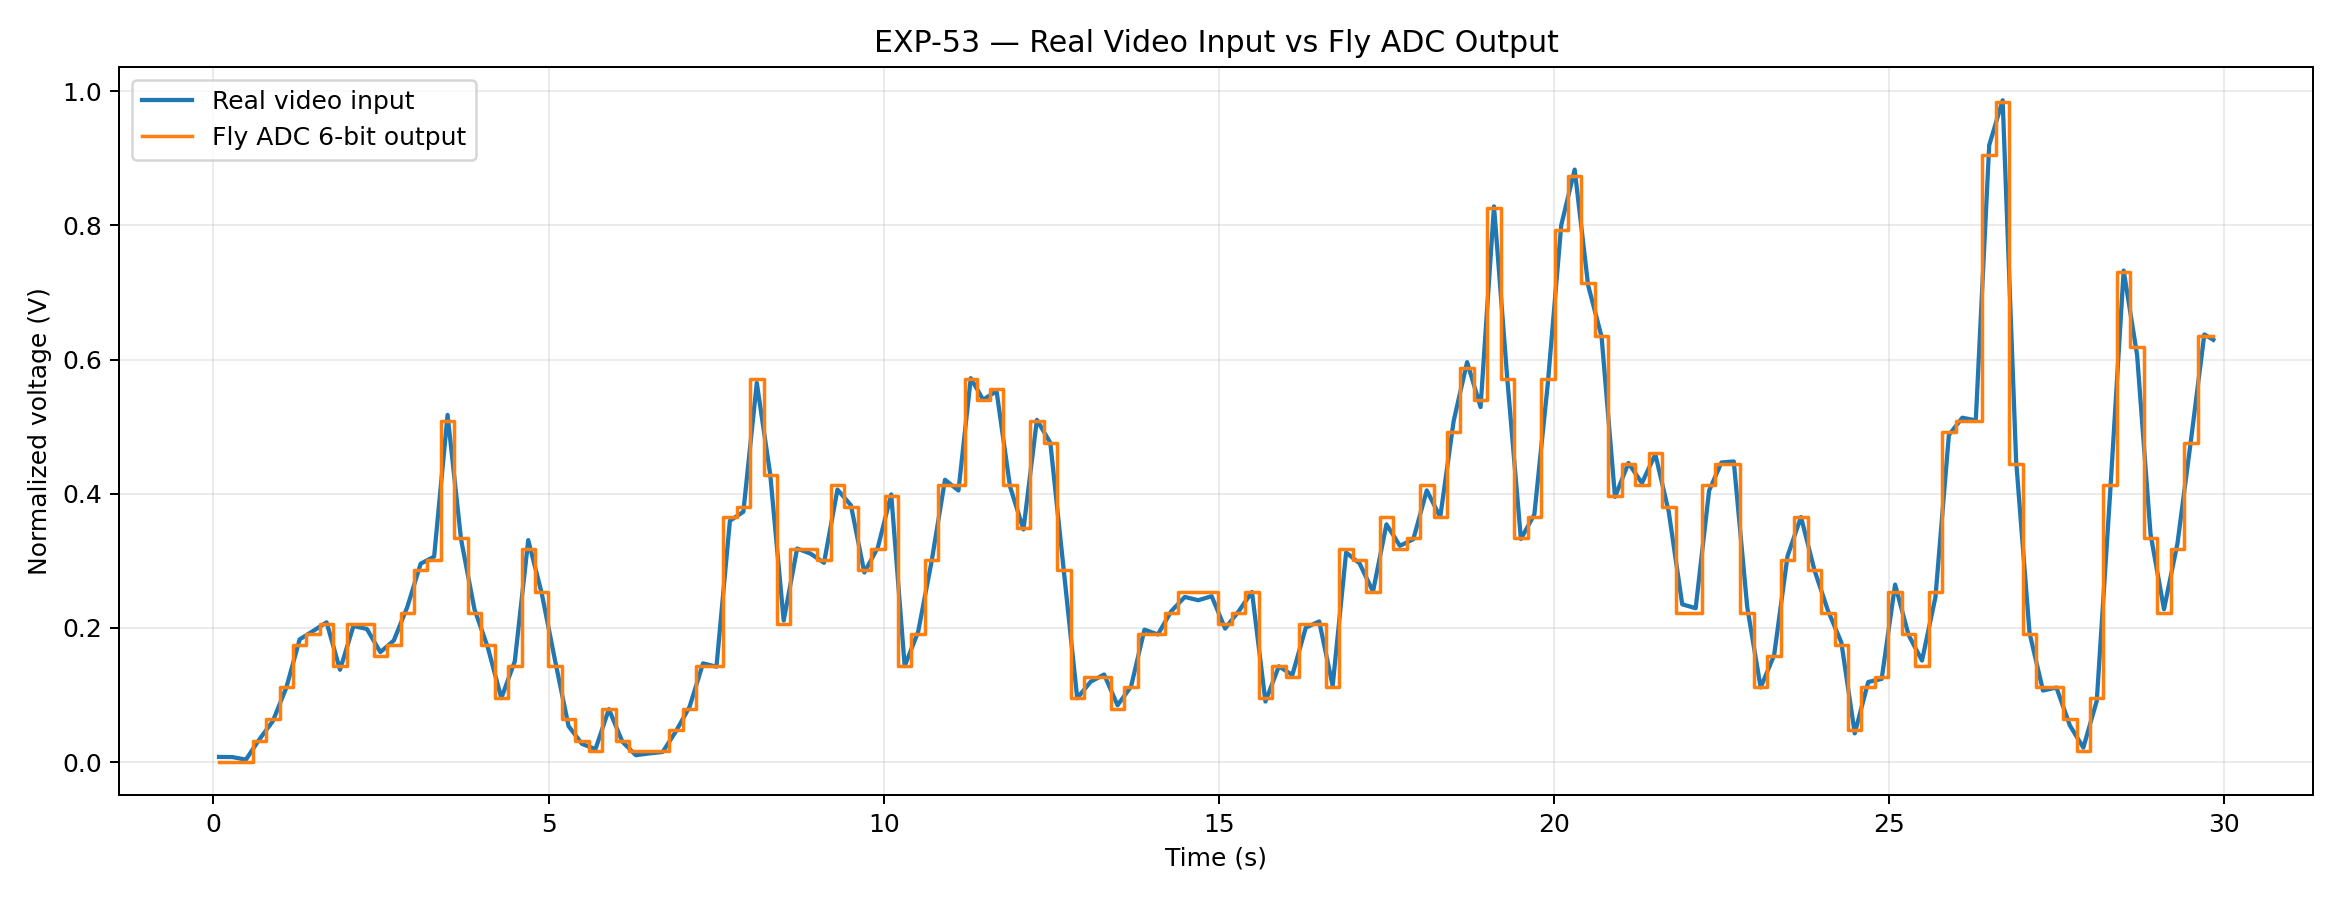 EXP-53 — Real Video Input vs Fly ADC Output
Real video input
Fly ADC 6-bit output
Normalized voltage (V)
1.0
0.8
0.6
0.4
0.2
0.0
0 5 10 15 20 25 30
Time (s)